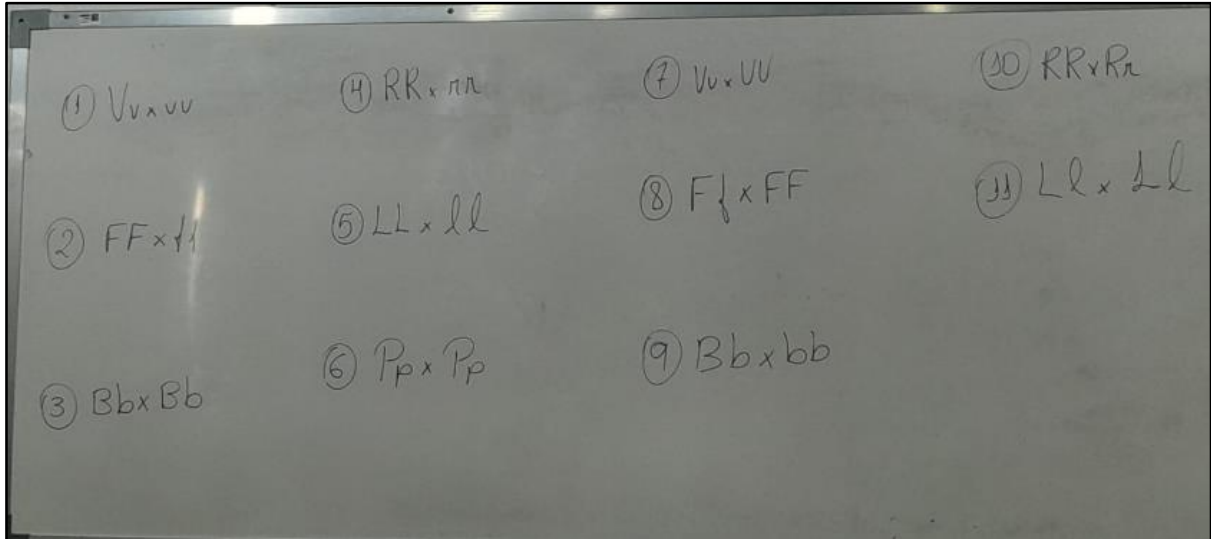 ① Vv x vv
② FF x ff
③ Bb x Bb
④ RR x rr
⑤ LL x ll
⑥ Pp x Pp
⑦ Vv x VV
⑧ Ff x FF
⑨ Bb x bb
⑩ RR x Rr
⑪ Ll x Ll